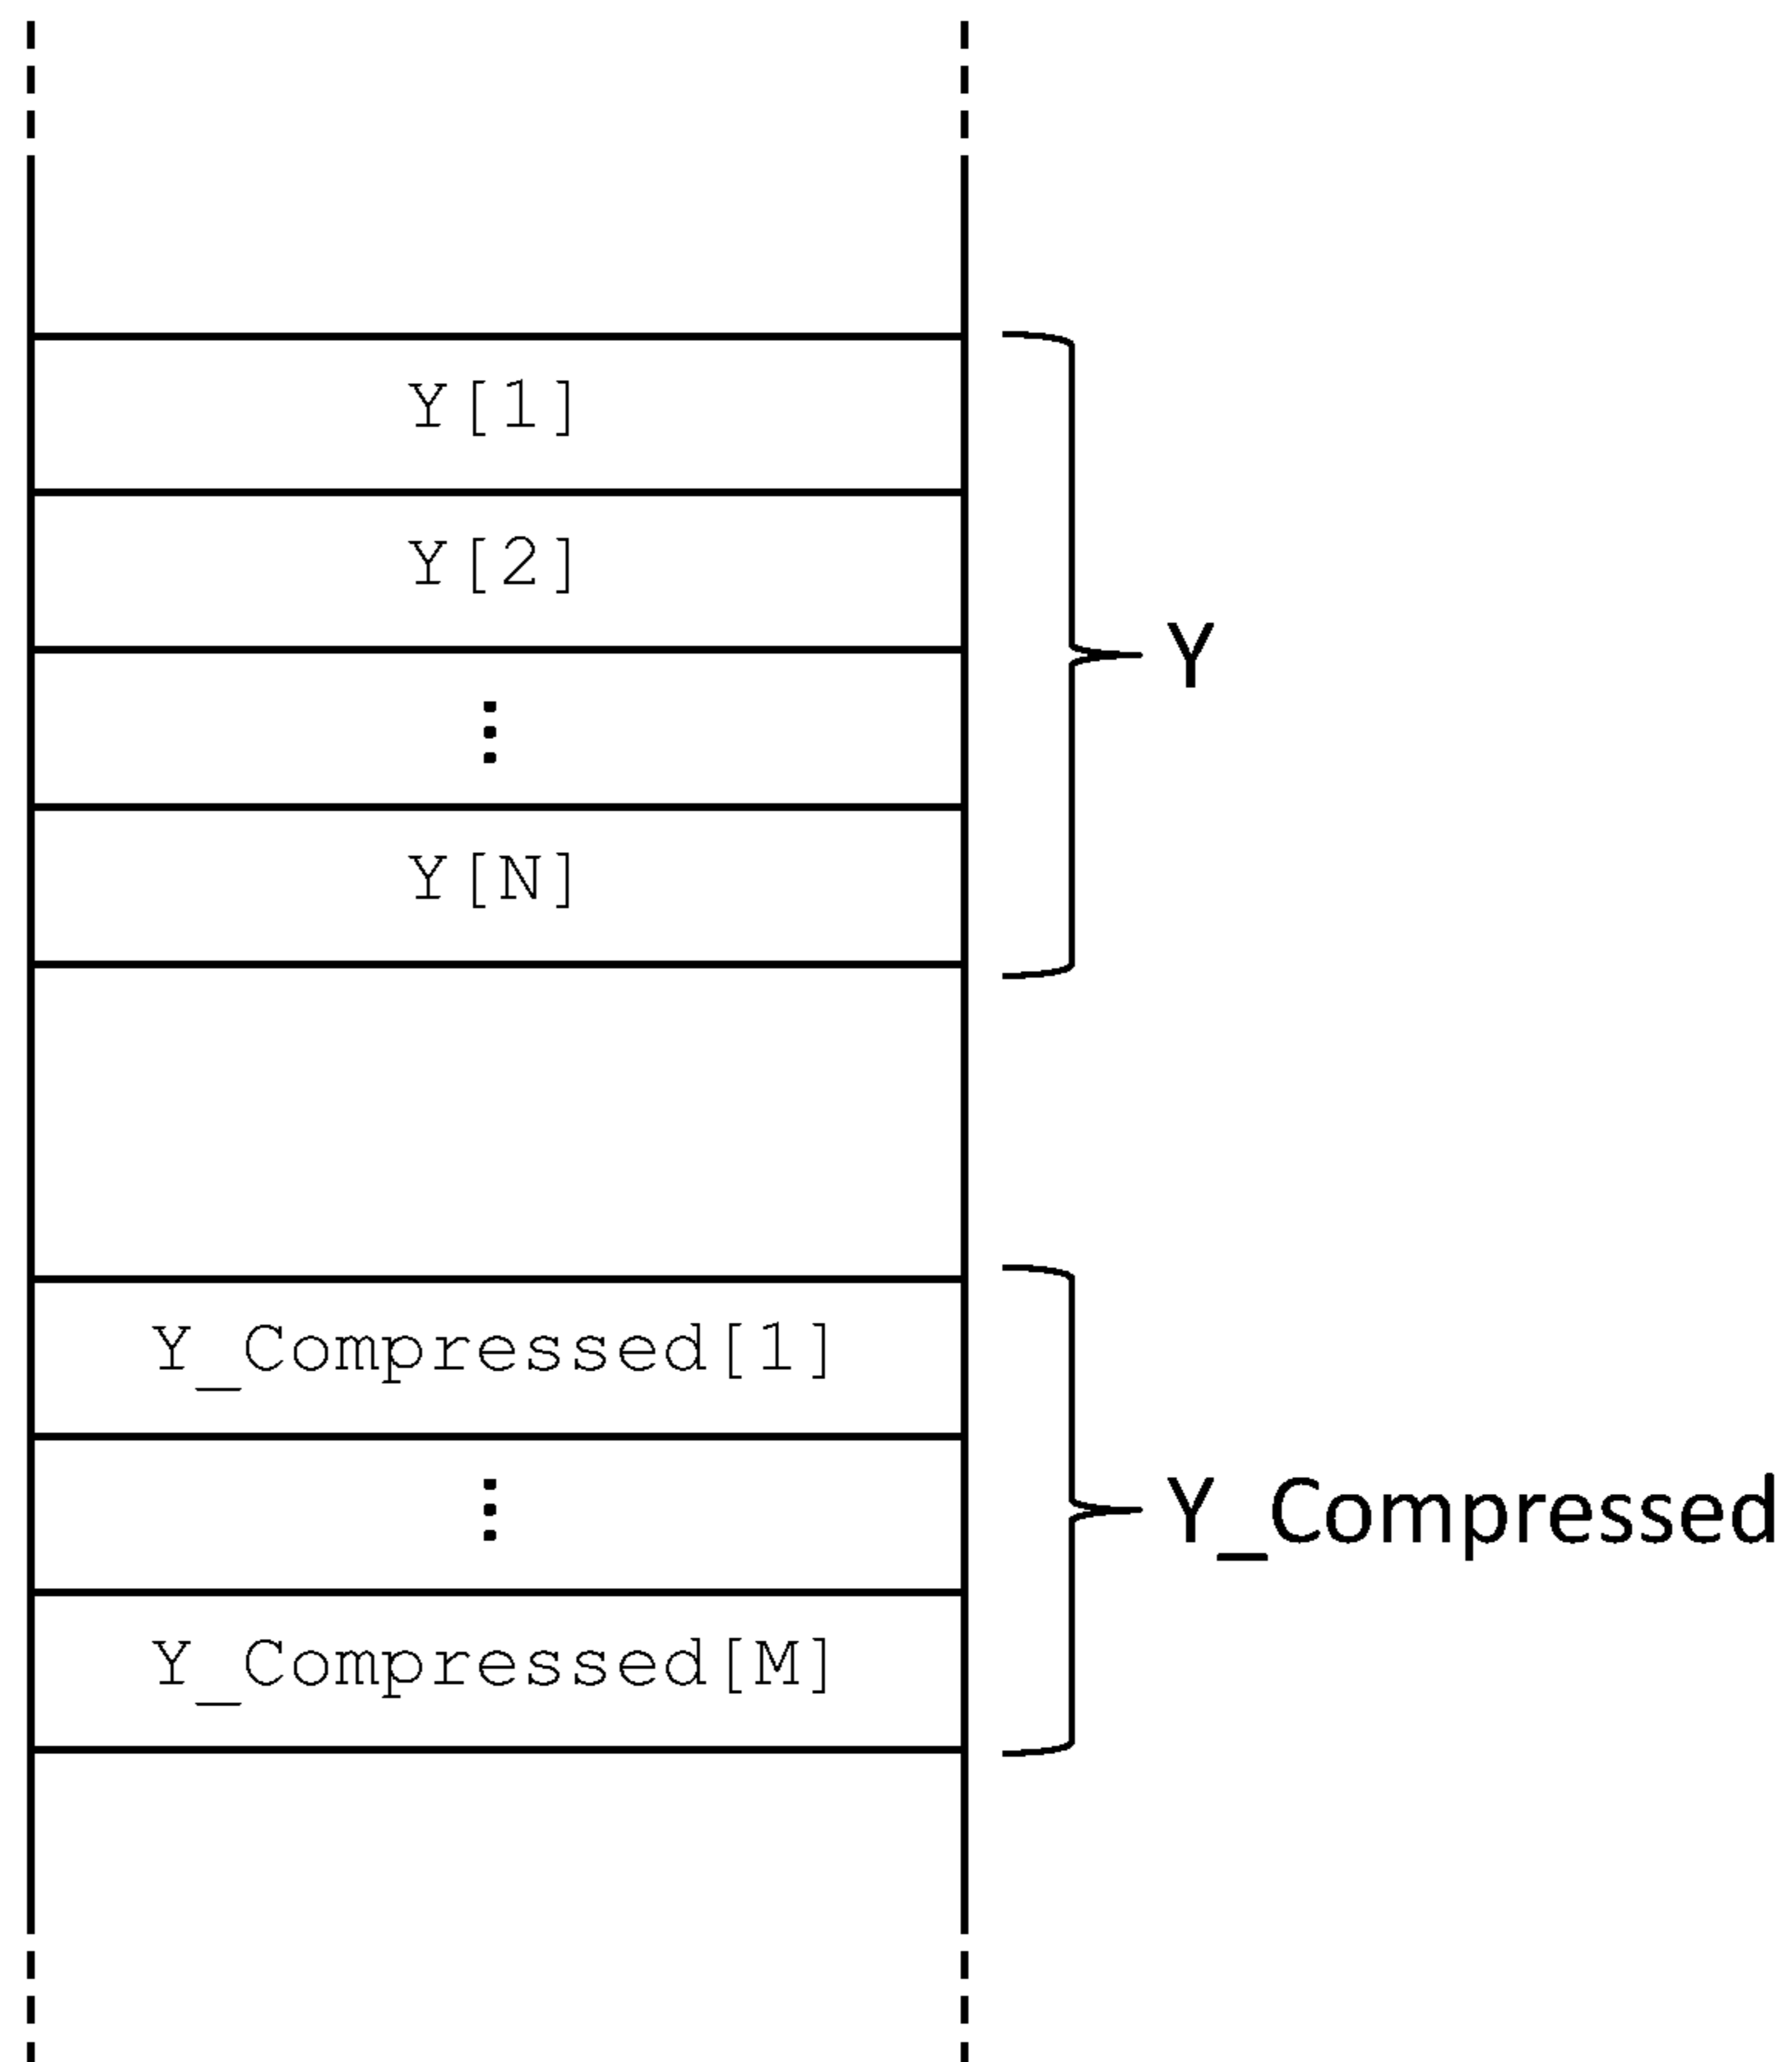 Y[1]
Y[2]
⋮
Y[N]
Y
Y_Compressed[1]
⋮
Y_Compressed[M]
Y_Compressed